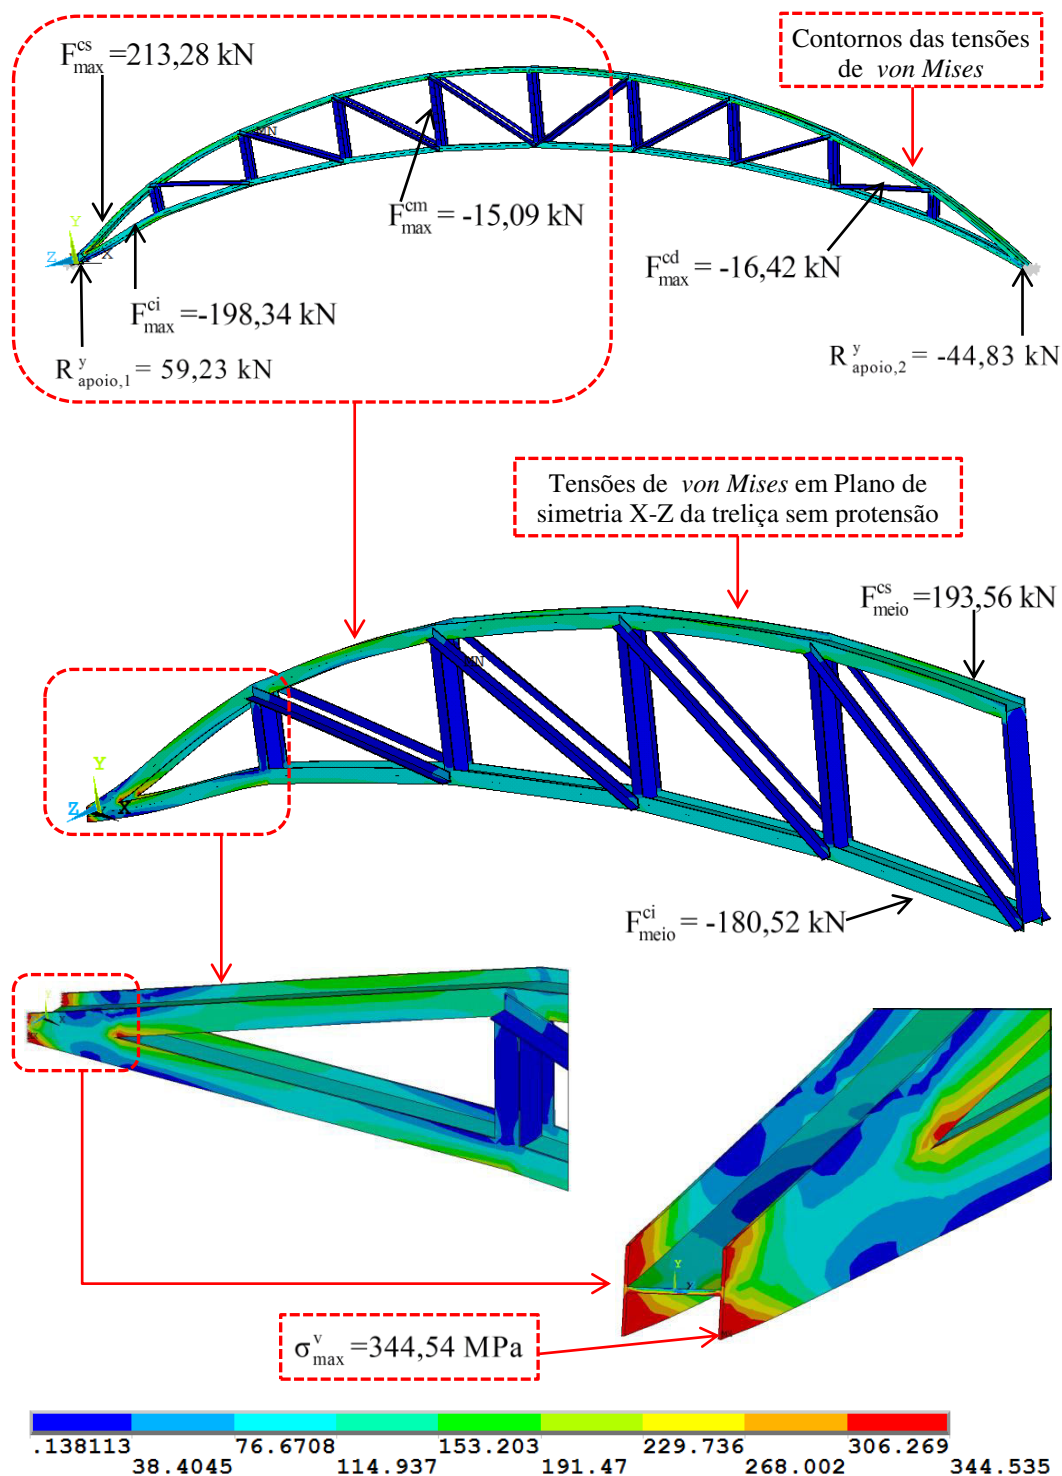 F^cs_max =213,28 kN
Contornos das tensões
de von Mises
MN
F^cm_max = -15,09 kN
Y
Z
X
F^cd_max = -16,42 kN
F^ci_max =-198,34 kN
R^y_apoio,1 = 59,23 kN
R^y_apoio,2 = -44,83 kN
Tensões de von Mises em Plano de
simetria X-Z da treliça sem protensão
F^cs_meio =193,56 kN
MN
Y
Z
X
F^ci_meio = -180,52 kN
Y
σ^v_max =344,54 MPa
.138113
38.4045
76.6708
114.937
153.203
191.47
229.736
268.002
306.269
344.535